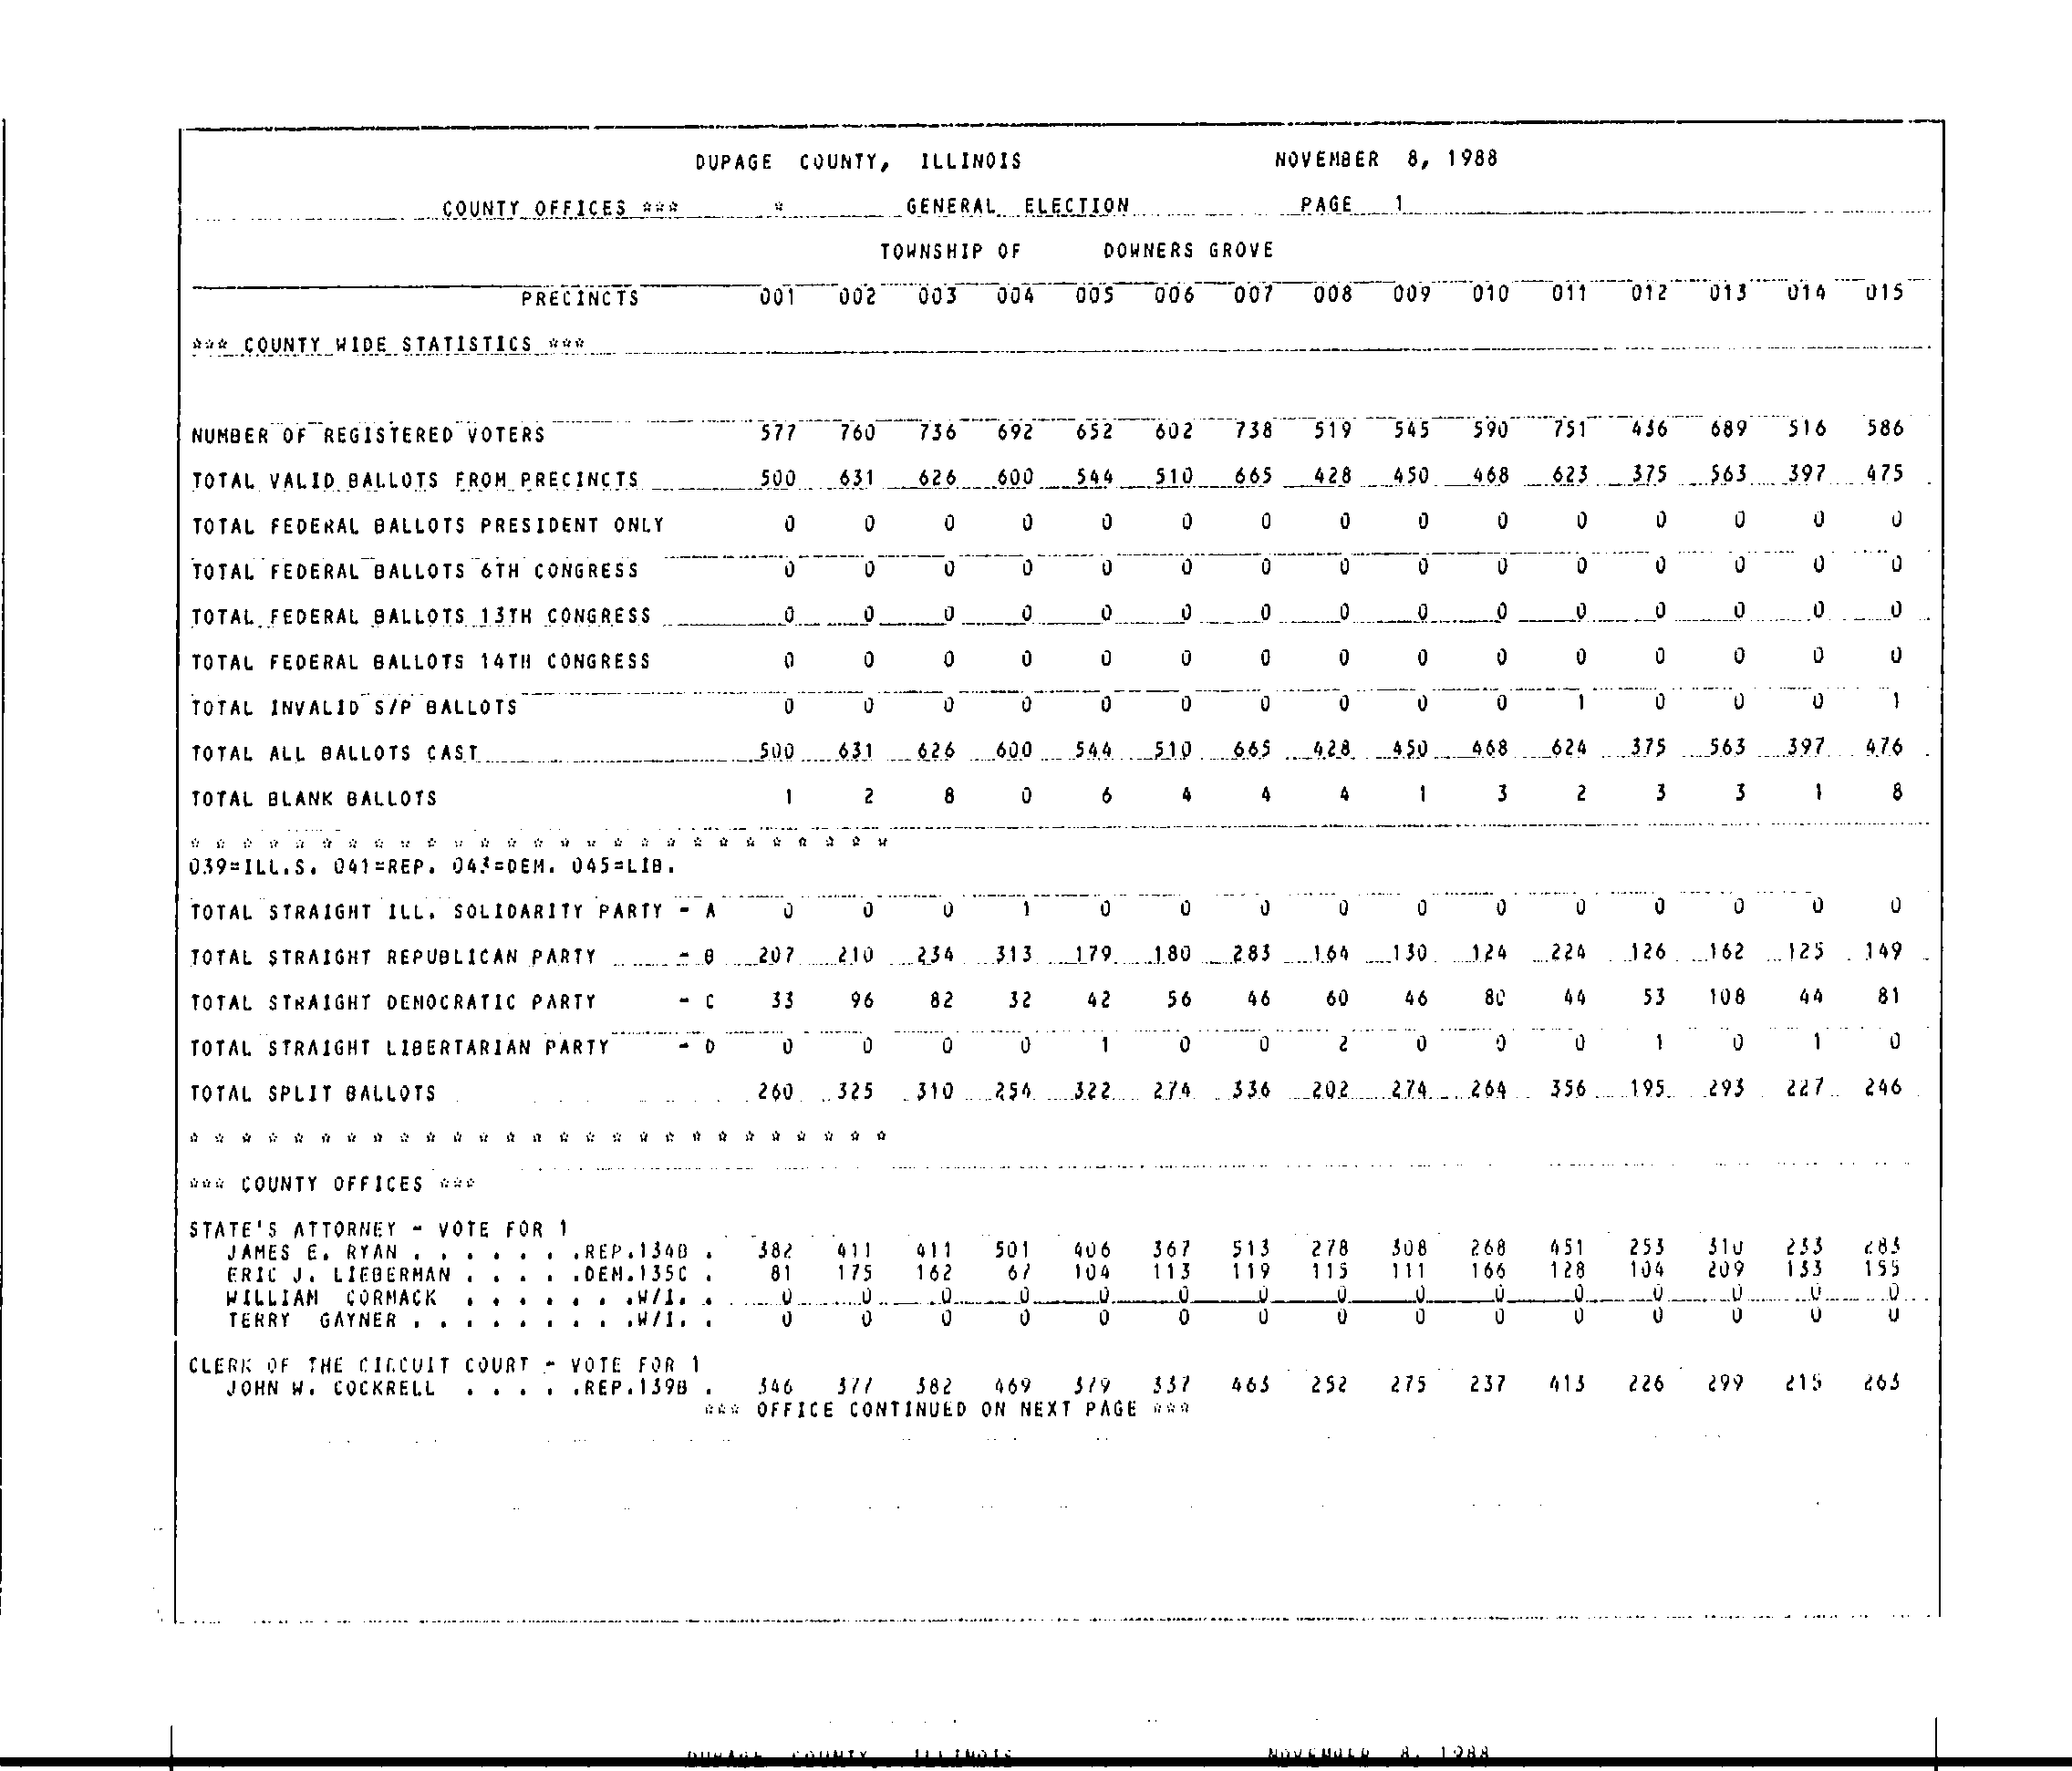 DUPAGE COUNTY, ILLINOIS NOVEMBER 8, 1988
COUNTY OFFICES *** * GENERAL ELECTION PAGE 1
TOWNSHIP OF DOWNERS GROVE
PRECINCTS 001 002 003 004 005 006 007 008 009 010 011 012 013 014 015
*** COUNTY WIDE STATISTICS ***
NUMBER OF REGISTERED VOTERS 577 760 736 692 652 602 738 519 545 590 751 436 689 516 586
TOTAL VALID BALLOTS FROM PRECINCTS 500 631 626 600 544 510 665 428 450 468 623 375 563 397 475
TOTAL FEDERAL BALLOTS PRESIDENT ONLY 0 0 0 0 0 0 0 0 0 0 0 0 0 0 0
TOTAL FEDERAL BALLOTS 6TH CONGRESS 0 0 0 0 0 0 0 0 0 0 0 0 0 0 0
TOTAL FEDERAL BALLOTS 13TH CONGRESS 0 0 0 0 0 0 0 0 0 0 0 0 0 0 0
TOTAL FEDERAL BALLOTS 14TH CONGRESS 0 0 0 0 0 0 0 0 0 0 0 0 0 0 0
TOTAL INVALID S/P BALLOTS 0 0 0 0 0 0 0 0 0 0 1 0 0 0 1
TOTAL ALL BALLOTS CAST 500 631 626 600 544 510 665 428 450 468 624 375 563 397 476
TOTAL BLANK BALLOTS 1 2 8 0 6 4 4 4 1 3 2 3 3 1 8
* * * * * * * * * * * * * * * * * * * * * * * * * * *
039=ILL.S. 041=REP. 043=DEM. 045=LIB.
TOTAL STRAIGHT ILL. SOLIDARITY PARTY - A 0 0 0 1 0 0 0 0 0 0 0 0 0 0 0
TOTAL STRAIGHT REPUBLICAN PARTY - B 207 210 234 313 179 180 283 164 130 124 224 126 162 125 149
TOTAL STRAIGHT DEMOCRATIC PARTY - C 33 96 82 32 42 56 46 60 46 80 44 53 108 44 81
TOTAL STRAIGHT LIBERTARIAN PARTY - D 0 0 0 0 1 0 0 2 0 0 0 1 0 1 0
TOTAL SPLIT BALLOTS 260 325 310 254 322 274 336 202 274 264 356 195 293 227 246
* * * * * * * * * * * * * * * * * * * * * * * * * * *
*** COUNTY OFFICES ***
STATE'S ATTORNEY - VOTE FOR 1
JAMES E. RYAN . . . . . . .REP.134B . 382 411 411 501 406 367 513 278 308 268 451 253 310 233 283
ERIC J. LIEBERMAN . . . . .DEM.135C . 81 175 162 67 104 113 119 115 111 166 128 104 209 133 155
WILLIAM CORMACK . . . . . . .W/I. . 0 0 0 0 0 0 0 0 0 0 0 0 0 0 0
TERRY GAYNER . . . . . . . . .W/I. . 0 0 0 0 0 0 0 0 0 0 0 0 0 0 0
CLERK OF THE CIRCUIT COURT - VOTE FOR 1
JOHN W. COCKRELL . . . . .REP.139B . 346 377 382 469 379 337 463 252 275 237 413 226 299 215 263
*** OFFICE CONTINUED ON NEXT PAGE ***
DUPAGE COUNTY, ILLINOIS NOVEMBER 8, 1988